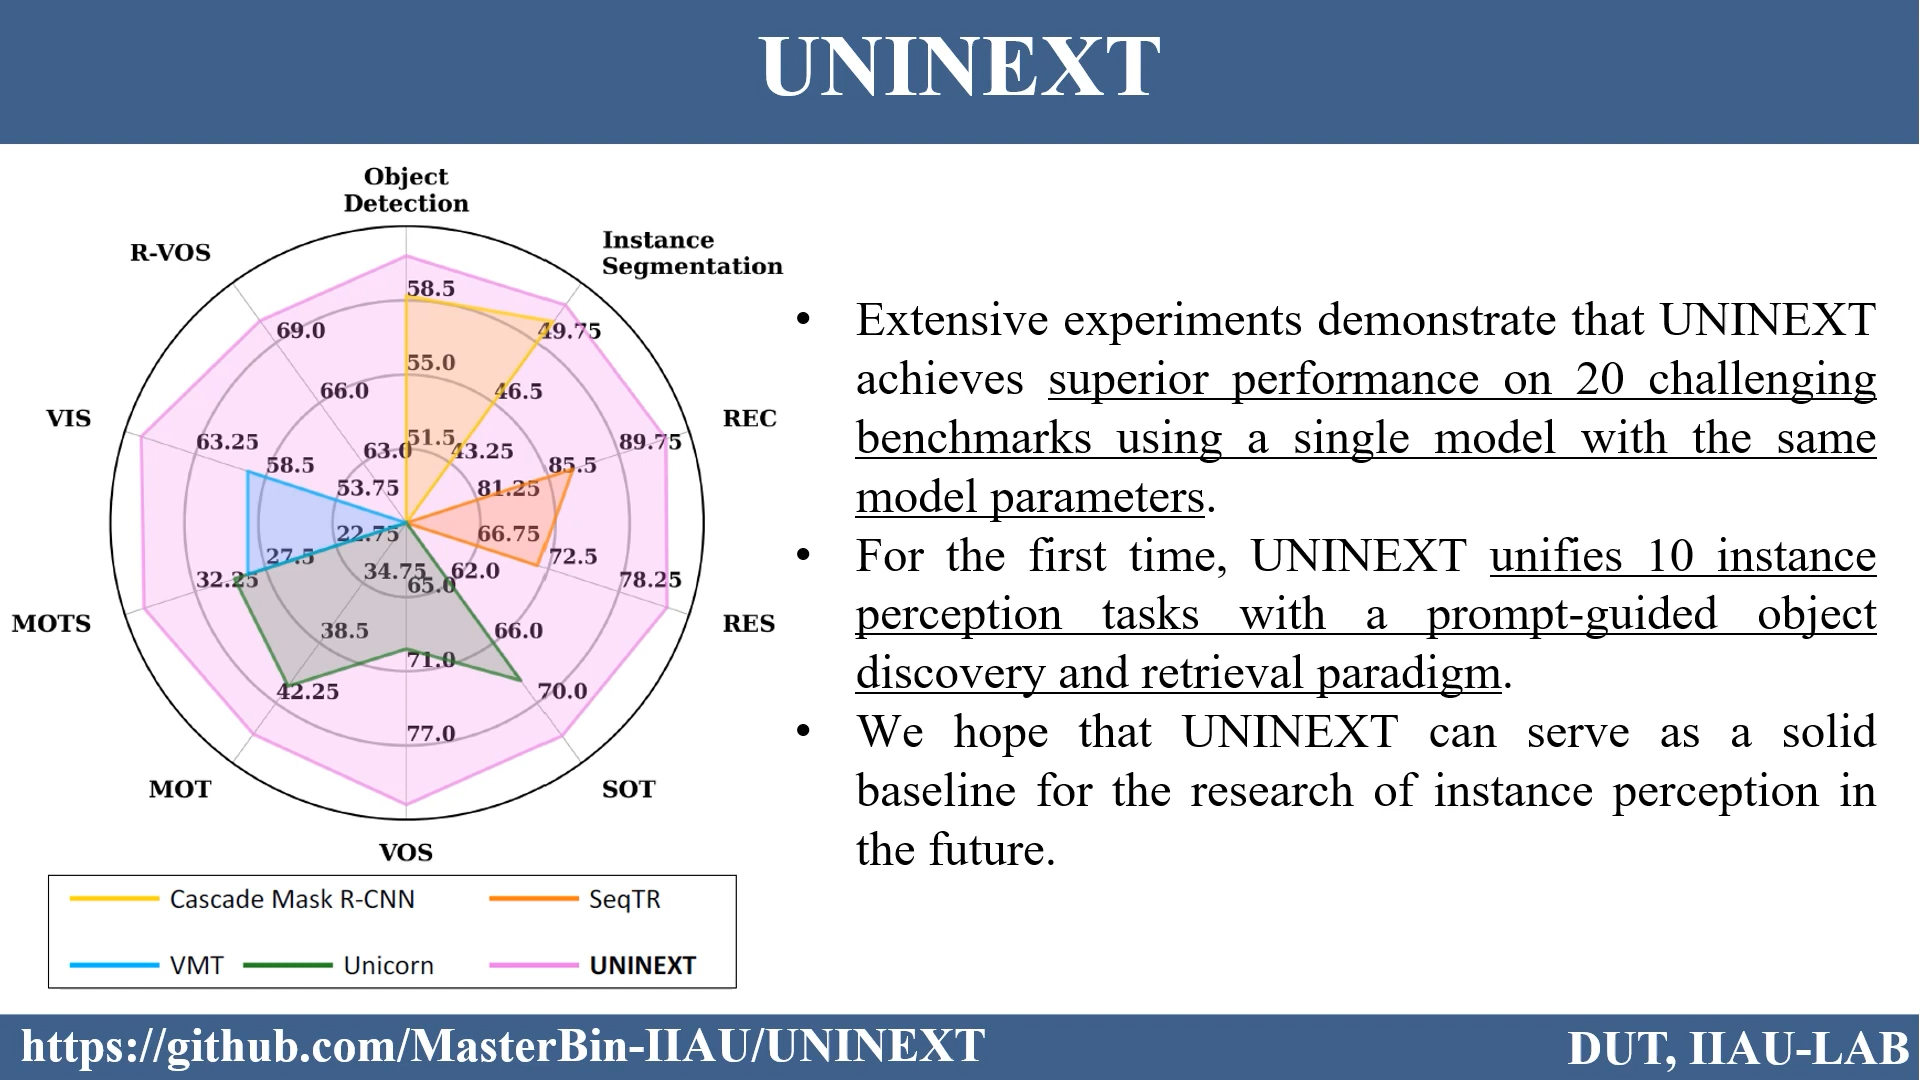 UNINEXT
Object
Detection
Instance
Segmentation
R-VOS
REC
VIS
RES
MOTS
SOT
MOT
VOS
58.5
55.0
51.5
49.75
46.5
43.25
89.75
85.5
81.25
78.25
72.5
66.75
70.0
66.0
62.0
77.0
71.0
65.0
42.25
38.5
34.75
32.25
27.5
22.75
63.25
58.5
53.75
69.0
66.0
63.0
Cascade Mask R-CNN
SeqTR
VMT
Unicorn
UNINEXT
• Extensive experiments demonstrate that UNINEXT
achieves superior performance on 20 challenging
benchmarks using a single model with the same
model parameters.
• For the first time, UNINEXT unifies 10 instance
perception tasks with a prompt-guided object
discovery and retrieval paradigm.
• We hope that UNINEXT can serve as a solid
baseline for the research of instance perception in
the future.
https://github.com/MasterBin-IIAU/UNINEXT
DUT, IIAU-LAB